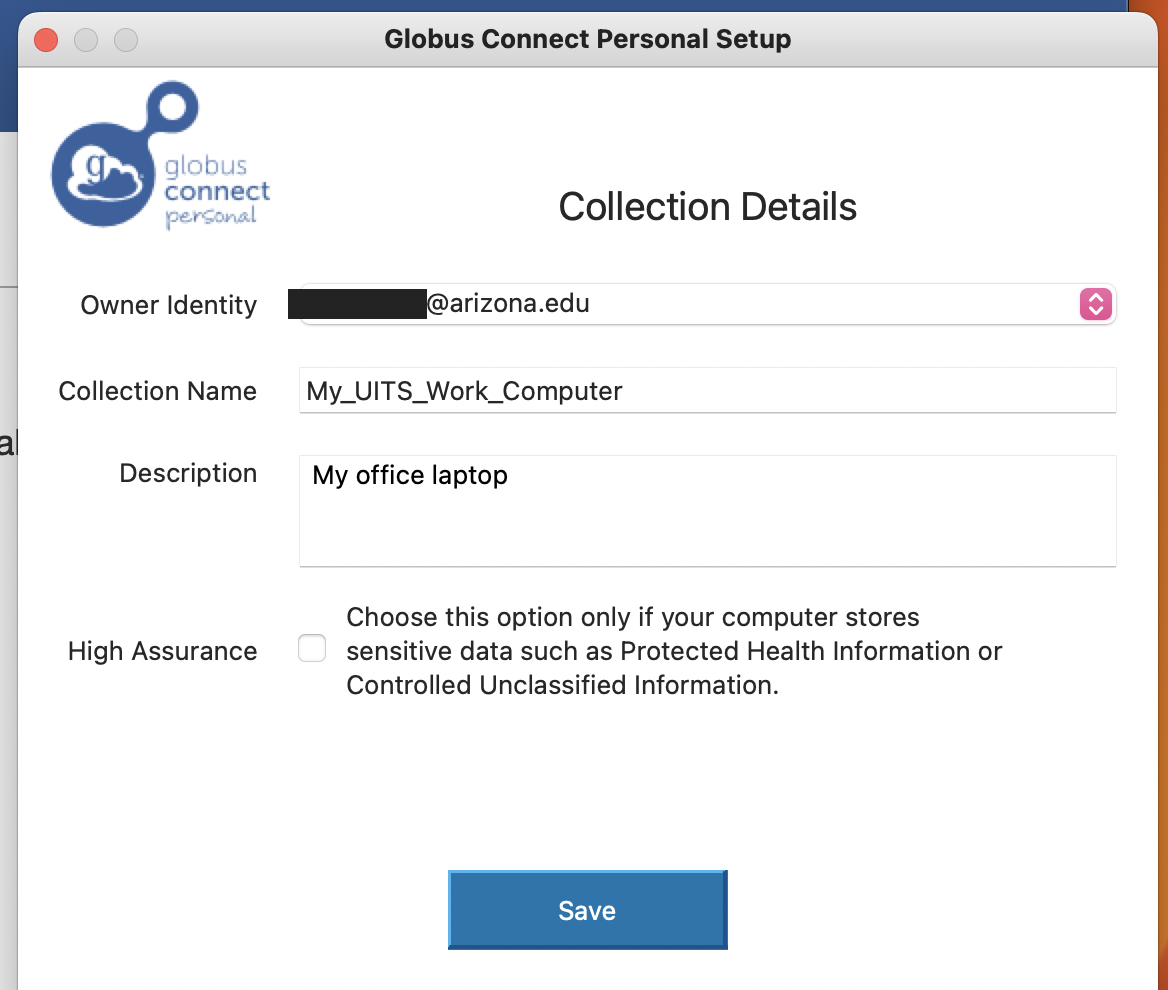 Globus Connect Personal Setup
g
globus
connect
personal
Collection Details
Owner Identity
@arizona.edu
Collection Name
My_UITS_Work_Computer
al
Description
My office laptop
High Assurance
Choose this option only if your computer stores
sensitive data such as Protected Health Information or
Controlled Unclassified Information.
Save